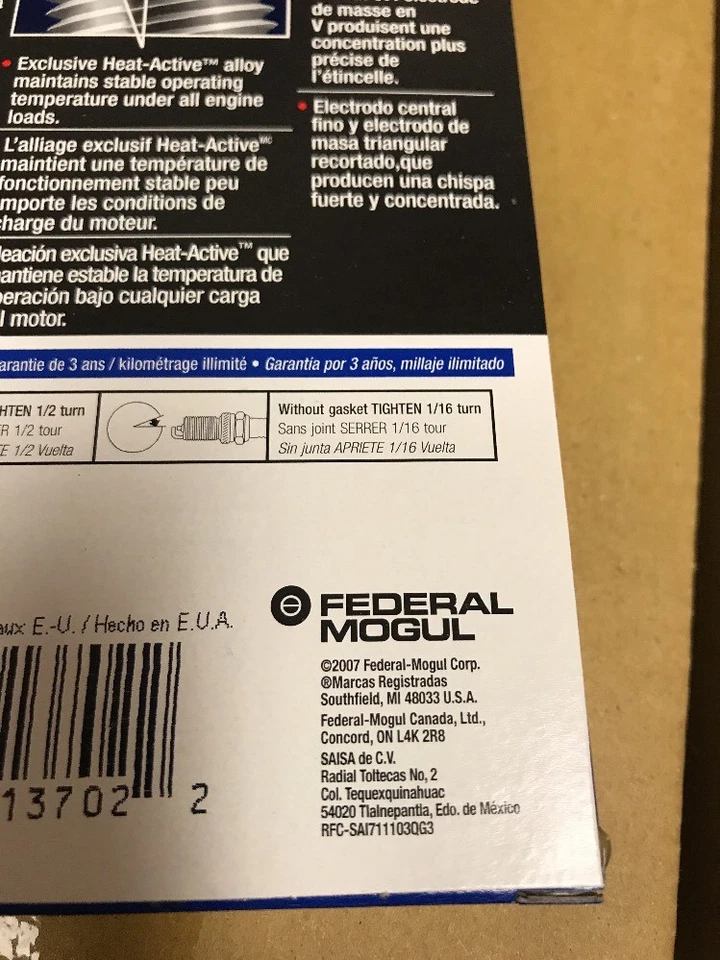 Exclusive Heat-Active™ alloy
maintains stable operating
temperature under all engine
loads.
L'alliage exclusif Heat-Active MC
maintient une température de
fonctionnement stable peu
mporte les conditions de
charge du moteur.
leación exclusiva Heat-Active™ que
antiene estable la temperatura de
eración bajo cualquier carga
l motor.
de masse en
V produisent une
concentration plus
précise de
l'étincelle.
Electrodo central
fino y electrodo de
masa triangular
recortado,que
producen una chispa
fuerte y concentrada.
arantie de 3 ans / kilométrage illimité • Garantía por 3 años, millaje ilimitado
HTEN 1/2 turn
R 1/2 tour
E 1/2 Vuelta
Without gasket TIGHTEN 1/16 turn
Sans joint SERRER 1/16 tour
Sin junta APRIETE 1/16 Vuelta
aux E.-U. / Hecho en E.U.A.
13702 2
FEDERAL
MOGUL
©2007 Federal-Mogul Corp.
®Marcas Registradas
Southfield, MI 48033 U.S.A.
Federal-Mogul Canada, Ltd.,
Concord, ON L4K 2R8
SAISA de C.V.
Radial Toltecas No, 2
Col. Tequexquinahuac
54020 Tlalnepantia, Edo. de México
RFC-SAI711103QG3